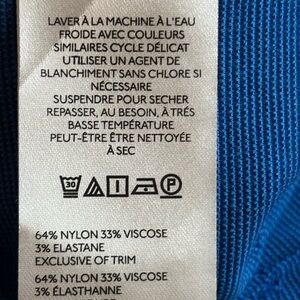 LAVER À LA MACHINE À L'EAU
FROIDE AVEC COULEURS
SIMILAIRES CYCLE DÉLICAT
UTILISER UN AGENT DE
BLANCHIMENT SANS CHLORE SI
NÉCESSAIRE
SUSPENDRE POUR SECHER
REPASSER, AU BESOIN, À TRÉS
BASSE TEMPÉRATURE
PEUT-ÊTRE ÊTRE NETTOYÉE
À SEC
30 P
64% NYLON 33% VISCOSE
3% ELASTANE
EXCLUSIVE OF TRIM
64% NYLON 33% VISCOSE
3% ÉLASTHANNE